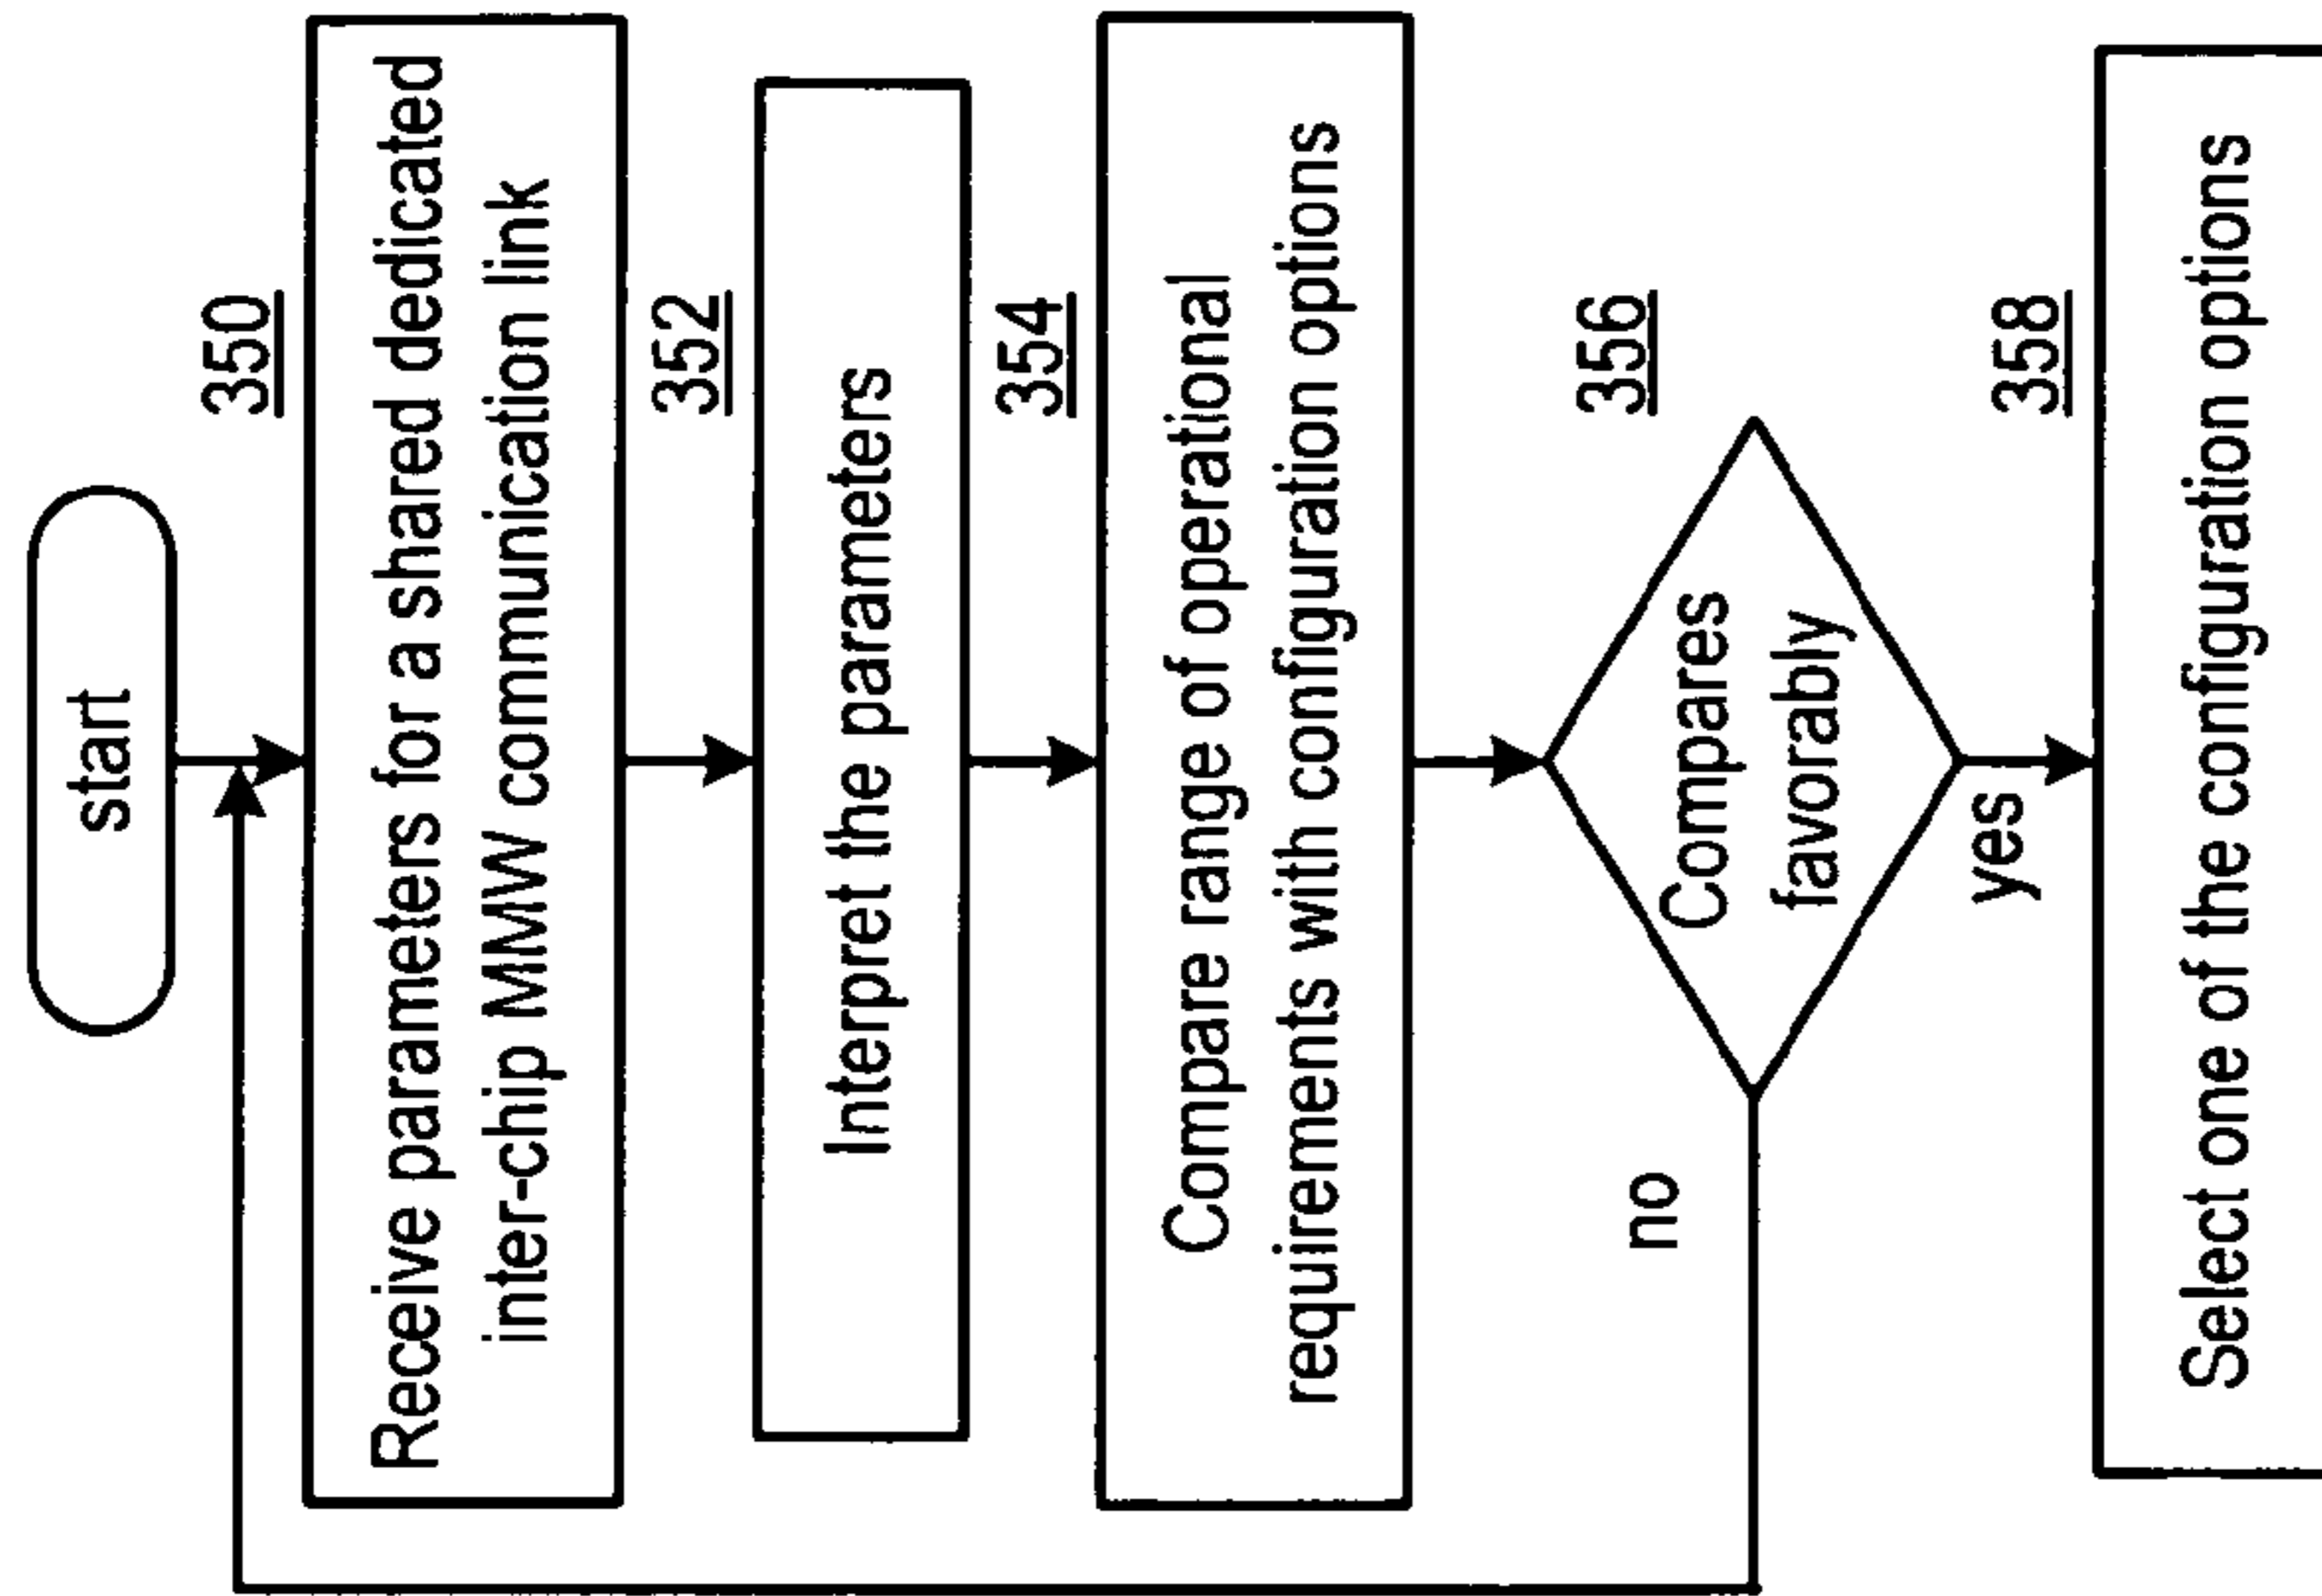 start
350
Receive parameters for a shared dedicated
inter-chip MMW communication link
352
Interpret the parameters
354
Compare range of operational
requirements with configuration options
356
Compares
favorably
no
yes
358
Select one of the configuration options